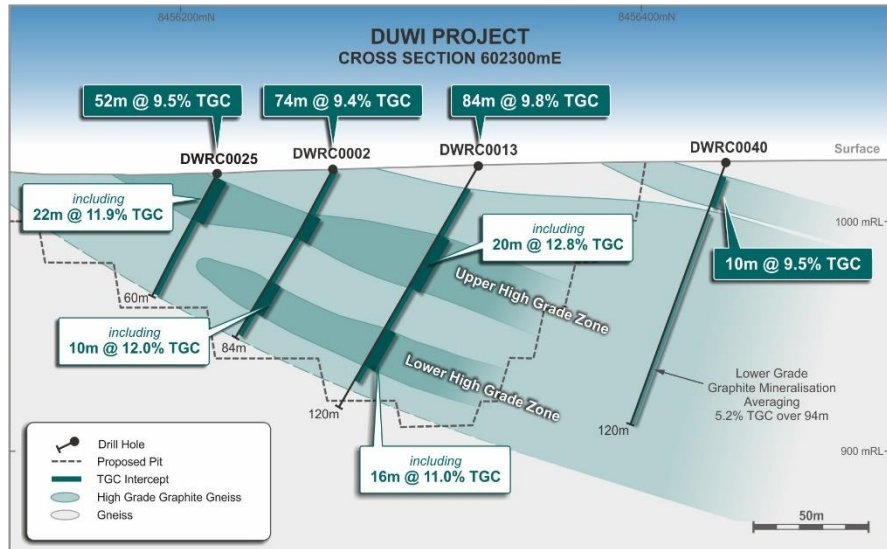 8456200mN
8456400mN
DUWI PROJECT
CROSS SECTION 602300mE
52m @ 9.5% TGC
74m @ 9.4% TGC
84m @ 9.8% TGC
DWRC0025
DWRC0002
DWRC0013
DWRC0040
Surface
including
22m @ 11.9% TGC
including
20m @ 12.8% TGC
1000 mRL
10m @ 9.5% TGC
Upper High Grade Zone
60m
including
10m @ 12.0% TGC
84m
Lower High Grade Zone
Lower Grade
Graphite Mineralisation
Averaging
5.2% TGC over 94m
120m
120m
900 mRL
including
16m @ 11.0% TGC
Drill Hole
Proposed Pit
TGC Intercept
High Grade Graphite Gneiss
Gneiss
50m